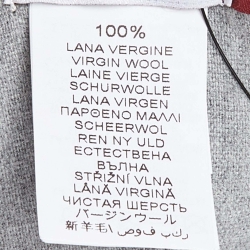 100%
LANA VERGINE
VIRGIN WOOL
LAINE VIERGE
SCHURWOLLE
LANA VIRGEN
ΠΑΡΘΕΝΟ ΜΑΛΛΙ
SCHEERWOL
REN NY ULD
ЕСТЕСТВЕНА
ВЪЛНА
STŘIŽNÍ VLNA
LÂNĂ VIRGINĂ
ЧИСТАЯ ШЕРСТЬ
バージンウール
新羊毛